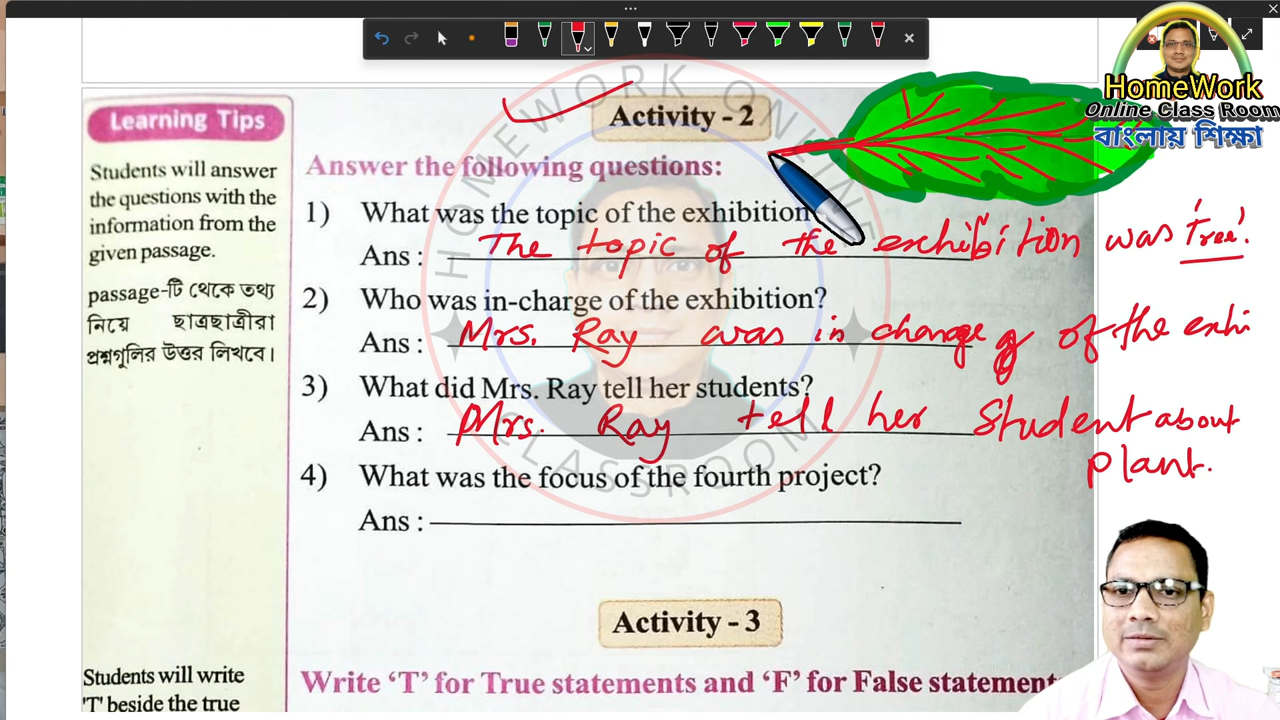 HomeWork
Online Class Room
বাংলায় শিক্ষা
HOMEWORK ONLINE
CLASSROOM
Learning Tips
Students will answer
the questions with the
information from the
given passage.
passage-টি থেকে তথ্য
নিয়ে ছাত্রছাত্রীরা
প্রশ্নগুলির উত্তর লিখবে।
Activity - 2
Answer the following questions:
1) What was the topic of the exhibition
Ans : The topic of the exhibition was 'tree'.
2) Who was in-charge of the exhibition?
Ans : Mrs. Ray was in change of the exhi
3) What did Mrs. Ray tell her students?
Ans : Mrs. Ray tell her Student about
plant.
4) What was the focus of the fourth project?
Ans :
Activity - 3
Students will write
'T' beside the true
Write 'T' for True statements and 'F' for False statement